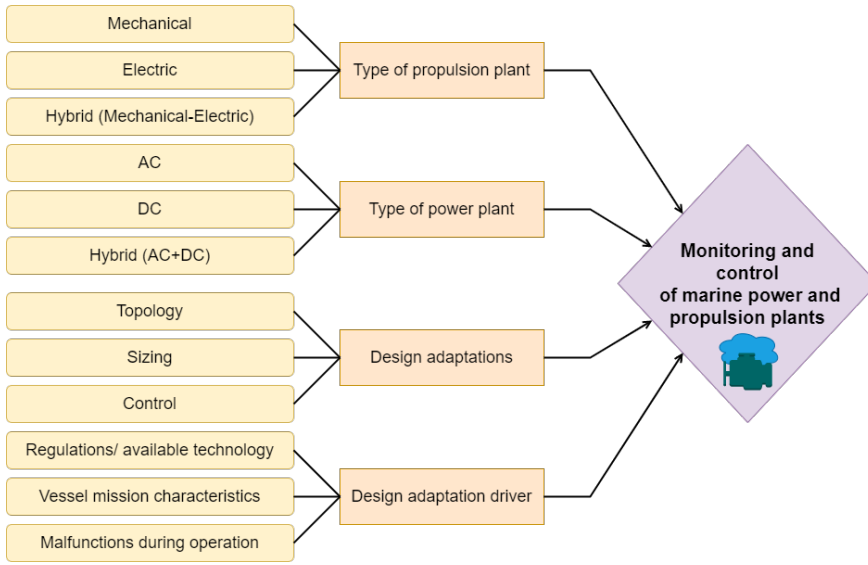 Mechanical
Electric
Hybrid (Mechanical-Electric)
Type of propulsion plant
AC
DC
Hybrid (AC+DC)
Type of power plant
Topology
Sizing
Control
Design adaptations
Regulations/ available technology
Vessel mission characteristics
Malfunctions during operation
Design adaptation driver
Monitoring and
control
of marine power and
propulsion plants